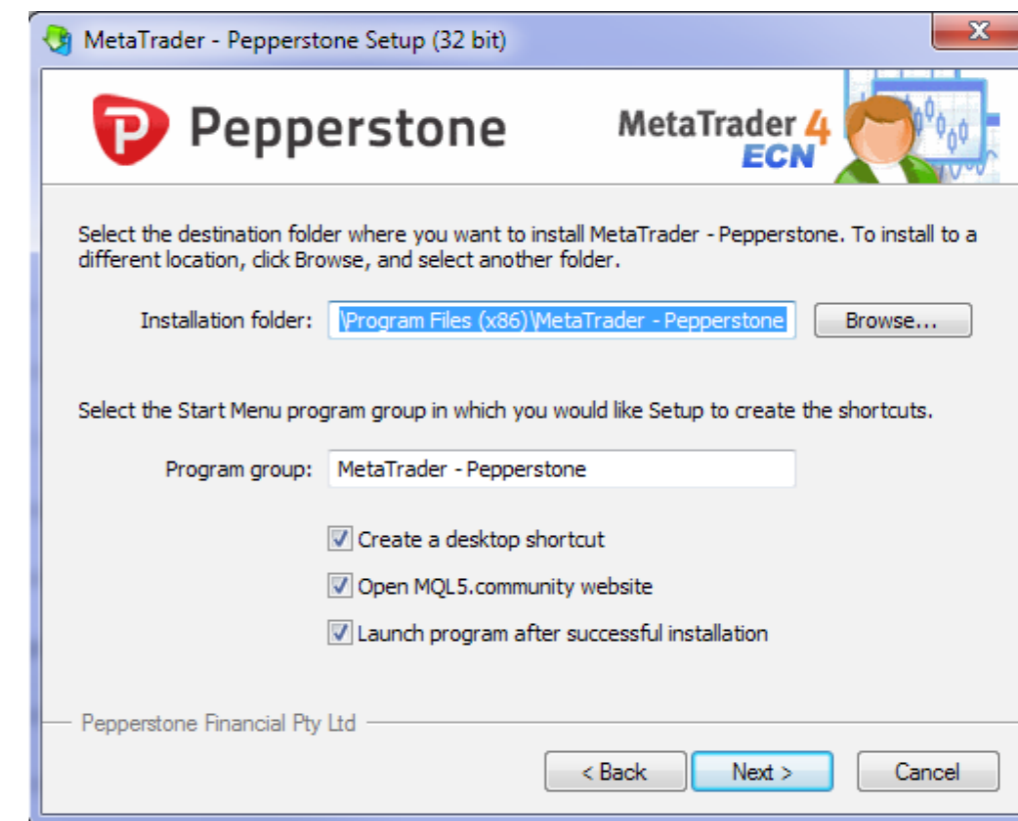 MetaTrader - Pepperstone Setup (32 bit)
Pepperstone
MetaTrader 4
ECN
Select the destination folder where you want to install MetaTrader - Pepperstone. To install to a
different location, click Browse, and select another folder.
Installation folder: \Program Files (x86)\MetaTrader - Pepperstone Browse...
Select the Start Menu program group in which you would like Setup to create the shortcuts.
Program group: MetaTrader - Pepperstone
Create a desktop shortcut
Open MQL5.community website
Launch program after successful installation
Pepperstone Financial Pty Ltd
< Back Next > Cancel